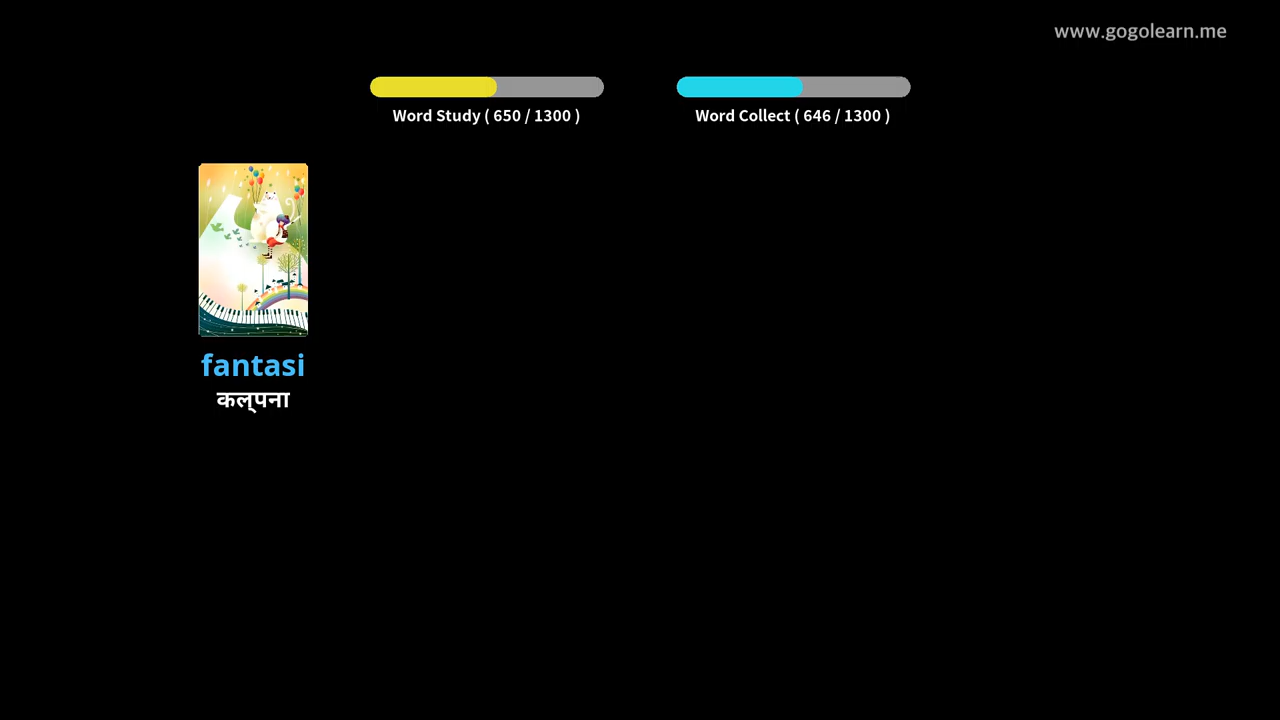 www.gogolearn.me
Word Study ( 650 / 1300 )
Word Collect ( 646 / 1300 )
fantasi
कल्पना